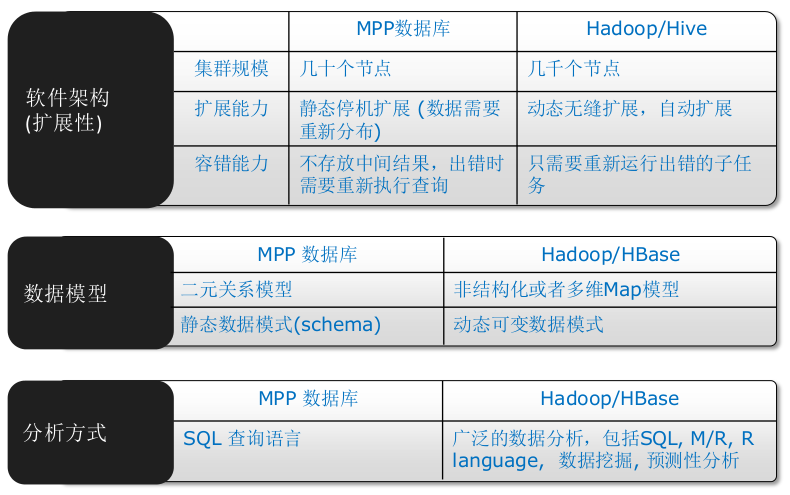 软件架构
(扩展性)
MPP数据库
Hadoop/Hive
集群规模
几十个节点
几千个节点
扩展能力
静态停机扩展 (数据需要
重新分布)
动态无缝扩展，自动扩展
容错能力
不存放中间结果，出错时
需要重新执行查询
只需要重新运行出错的子任
务
数据模型
MPP 数据库
Hadoop/HBase
二元关系模型
非结构化或者多维Map模型
静态数据模式(schema)
动态可变数据模式
分析方式
MPP 数据库
Hadoop/HBase
SQL 查询语言
广泛的数据分析，包括SQL, M/R, R
language, 数据挖掘, 预测性分析